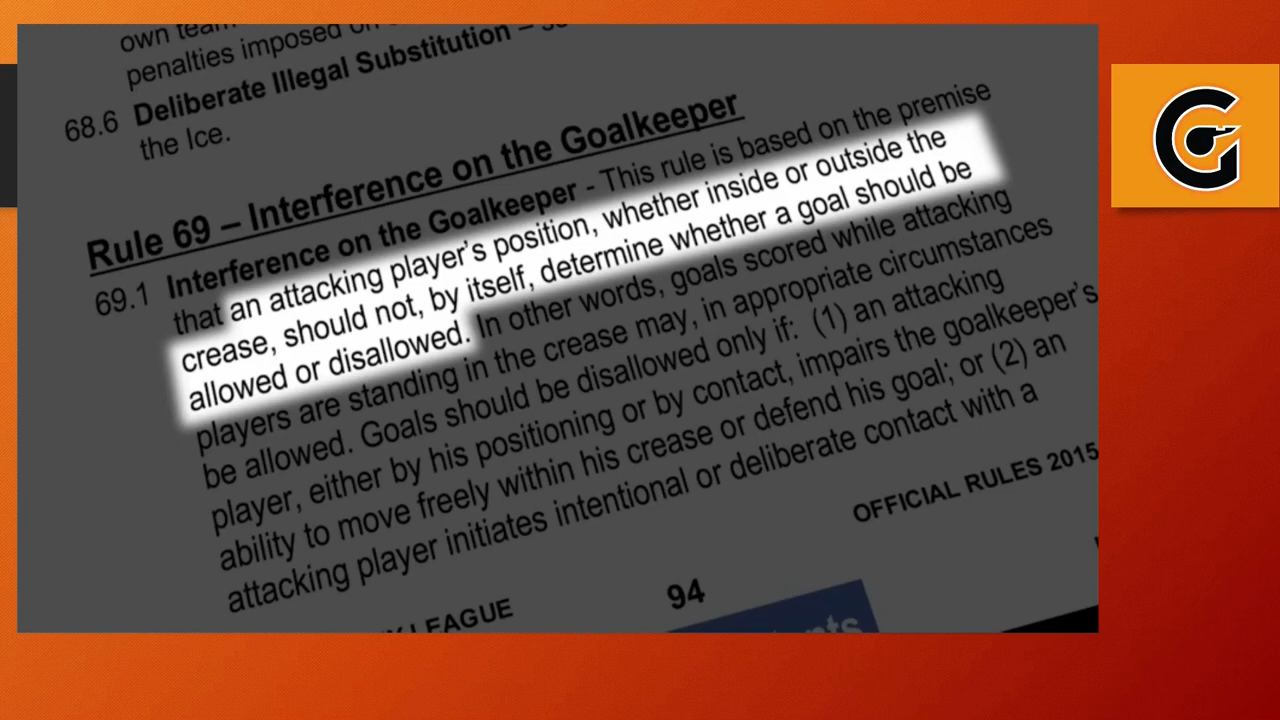 own team
penalties imposed on
68.6 Deliberate Illegal Substitution –
the Ice.
Rule 69 – Interference on the Goalkeeper
69.1 Interference on the Goalkeeper - This rule is based on the premise
that an attacking player’s position, whether inside or outside the
crease, should not, by itself, determine whether a goal should be
allowed or disallowed. In other words, goals scored while attacking
players are standing in the crease may, in appropriate circumstances
be allowed. Goals should be disallowed only if: (1) an attacking
player, either by his positioning or by contact, impairs the goalkeeper’s
ability to move freely within his crease or defend his goal; or (2) an
attacking player initiates intentional or deliberate contact with a
OFFICIAL RULES 2015
94
LEAGUE
G